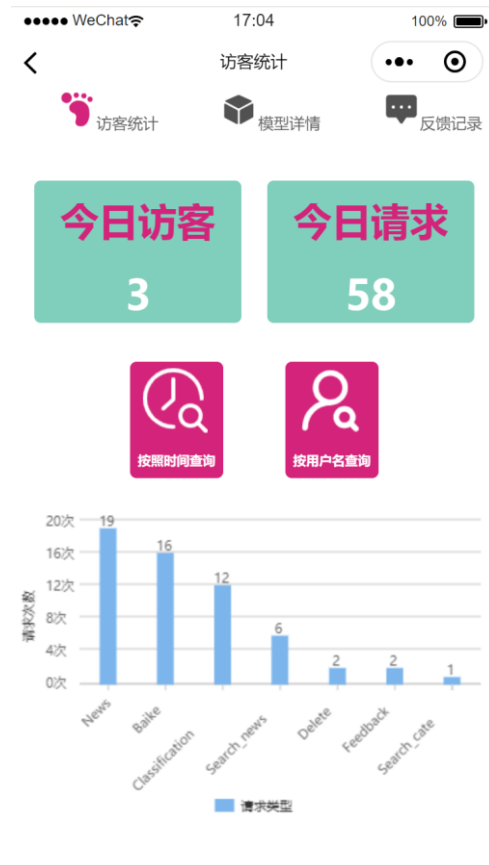 WeChat 17:04 100%
访客统计
访客统计 模型详情 反馈记录
今日访客 今日请求
3 58
按照时间查询 按用户名查询
20次
16次
12次
8次
4次
0次
请求次数
19
16
12
6
2
2
1
News
Baike
Classification
Search_news
Delete
Feedback
Search_cate
请求类型